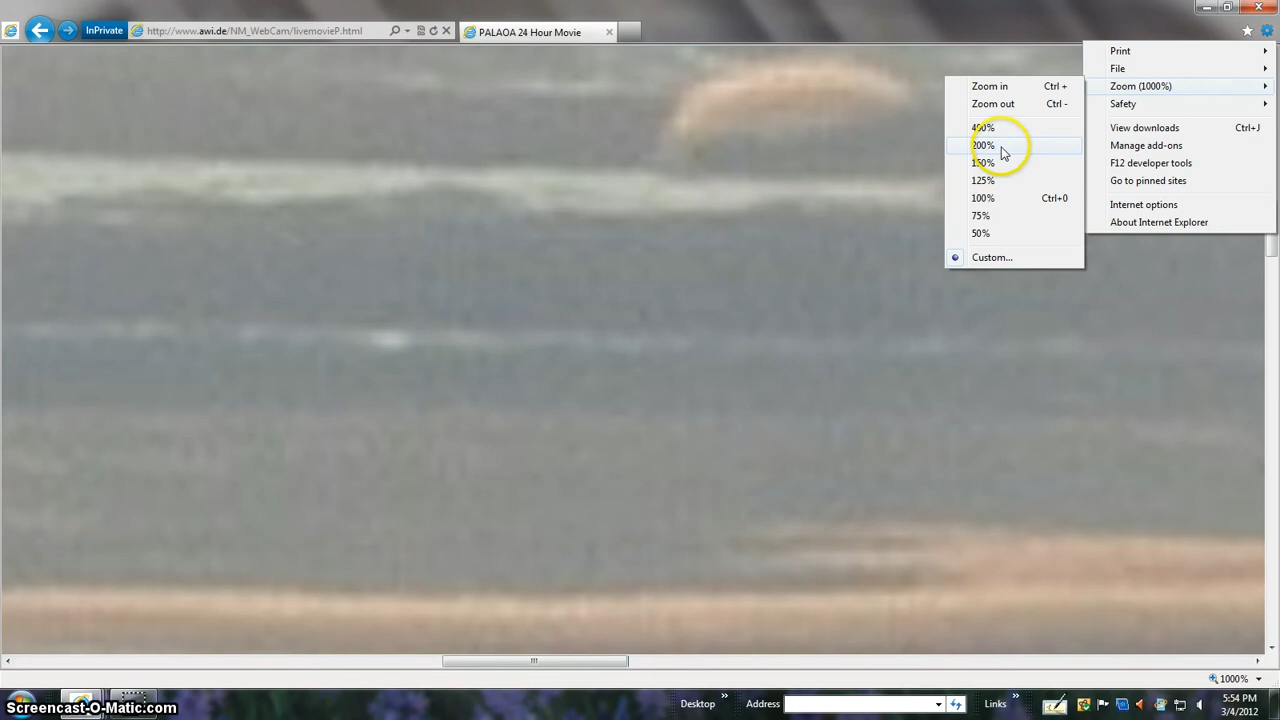 InPrivate
http://www.awi.de/NM_WebCam/livemovieP.html
PALAOA 24 Hour Movie
Print
File
Zoom (1000%)
Safety
View downloads Ctrl+J
Manage add-ons
F12 developer tools
Go to pinned sites
Internet options
About Internet Explorer
Zoom in Ctrl +
Zoom out Ctrl -
400%
200%
150%
125%
100% Ctrl+0
75%
50%
Custom...
1000%
Desktop
Address
Links
5:54 PM
3/4/2012
Screencast-O-Matic.com